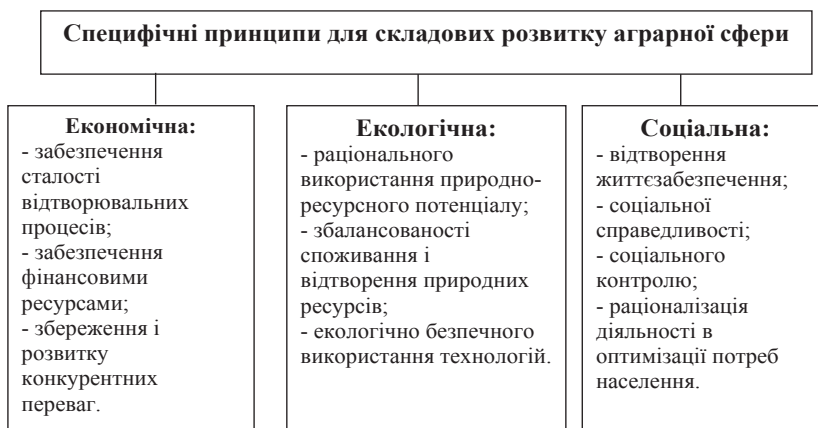 Специфічні принципи для складових розвитку аграрної сфери
Економічна:
- забезпечення
сталості
відтворювальних
процесів;
- забезпечення
фінансовими
ресурсами;
- збереження і
розвитку
конкурентних
переваг.
Екологічна:
- раціонального
використання природно-
ресурсного потенціалу;
- збалансованості
споживання і
відтворення природних
ресурсів;
- екологічно безпечного
використання технологій.
Соціальна:
- відтворення
життєзабезпечення;
- соціальної
справедливості;
- соціального
контролю;
- раціоналізація
діяльності в
оптимізації потреб
населення.